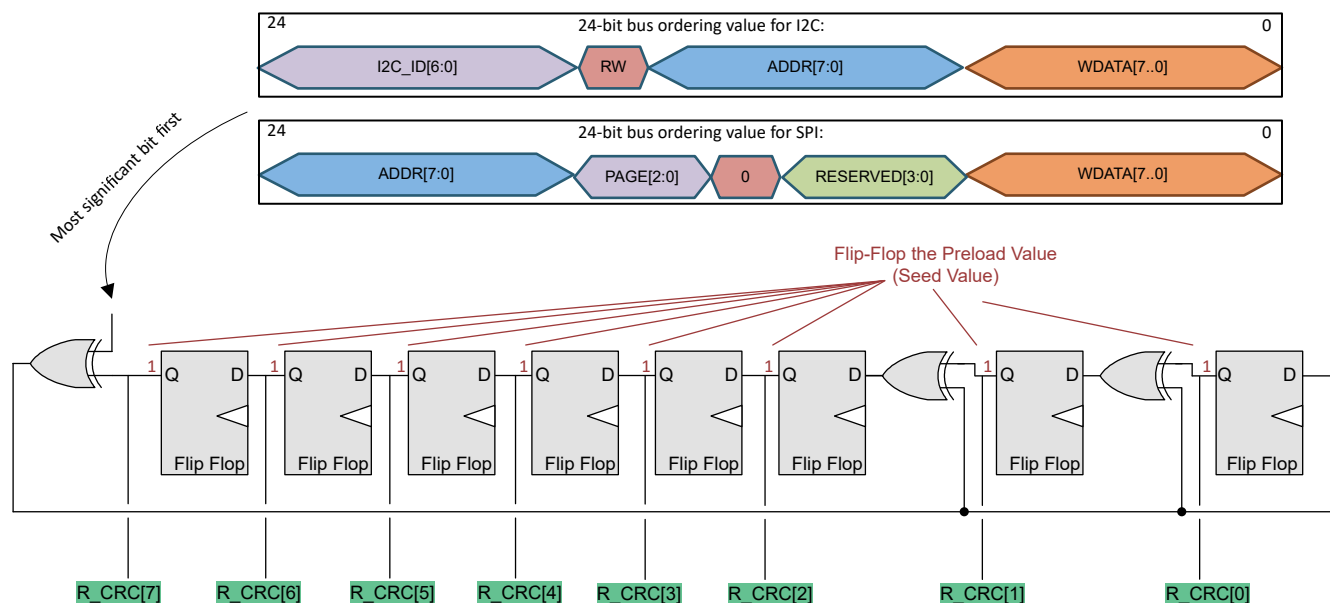 24
24-bit bus ordering value for I2C:
0
I2C_ID[6:0]
RW
ADDR[7:0]
WDATA[7..0]
24
24-bit bus ordering value for SPI:
0
ADDR[7:0]
PAGE[2:0]
0
RESERVED[3:0]
WDATA[7..0]
Most significant bit first
Flip-Flop the Preload Value
(Seed Value)
1
Q
D
1
Q
D
1
Q
D
1
Q
D
1
Q
D
1
Q
D
1
Q
D
1
Q
D
Flip Flop
Flip Flop
Flip Flop
Flip Flop
Flip Flop
Flip Flop
Flip Flop
Flip Flop
R_CRC[7]
R_CRC[6]
R_CRC[5]
R_CRC[4]
R_CRC[3]
R_CRC[2]
R_CRC[1]
R_CRC[0]